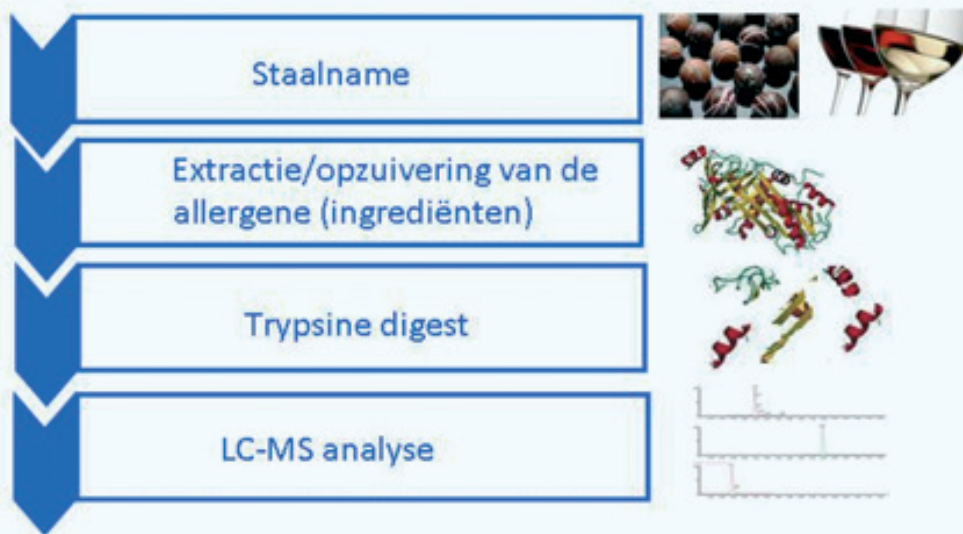 Staalname
Extractie/opzuivering van de
allergene (ingrediënten)
Trypsine digest
LC-MS analyse